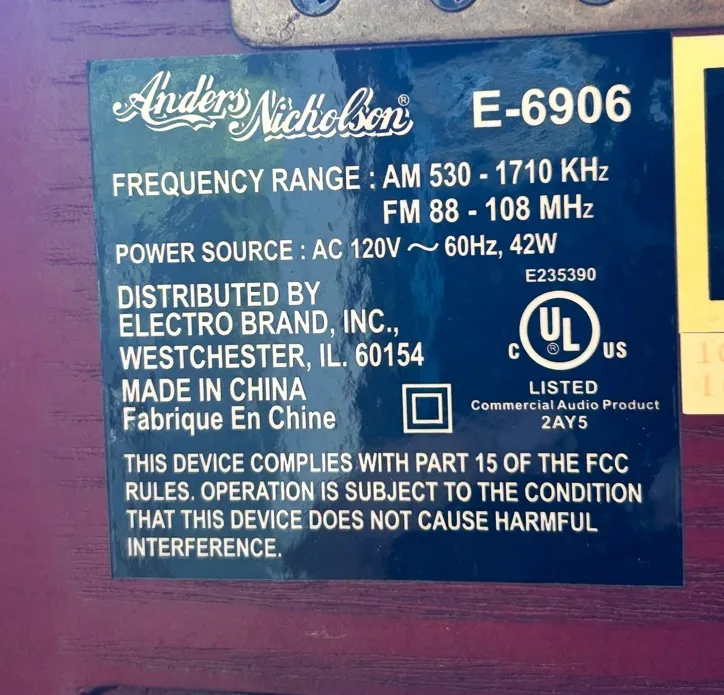 Anders Nicholson® E-6906
FREQUENCY RANGE : AM 530 - 1710 KHz
FM 88 - 108 MHz
POWER SOURCE : AC 120V ～ 60Hz, 42W
E235390
DISTRIBUTED BY
ELECTRO BRAND, INC.,
WESTCHESTER, IL. 60154
MADE IN CHINA
Fabrique En Chine
C UL® US
LISTED
Commercial Audio Product
2AY5
THIS DEVICE COMPLIES WITH PART 15 OF THE FCC
RULES. OPERATION IS SUBJECT TO THE CONDITION
THAT THIS DEVICE DOES NOT CAUSE HARMFUL
INTERFERENCE.